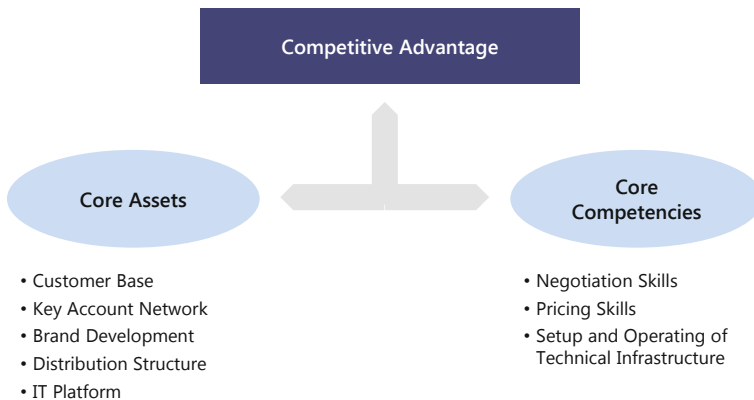 Competitive Advantage
Core Assets
• Customer Base
• Key Account Network
• Brand Development
• Distribution Structure
• IT Platform
Core
Competencies
• Negotiation Skills
• Pricing Skills
• Setup and Operating of
Technical Infrastructure